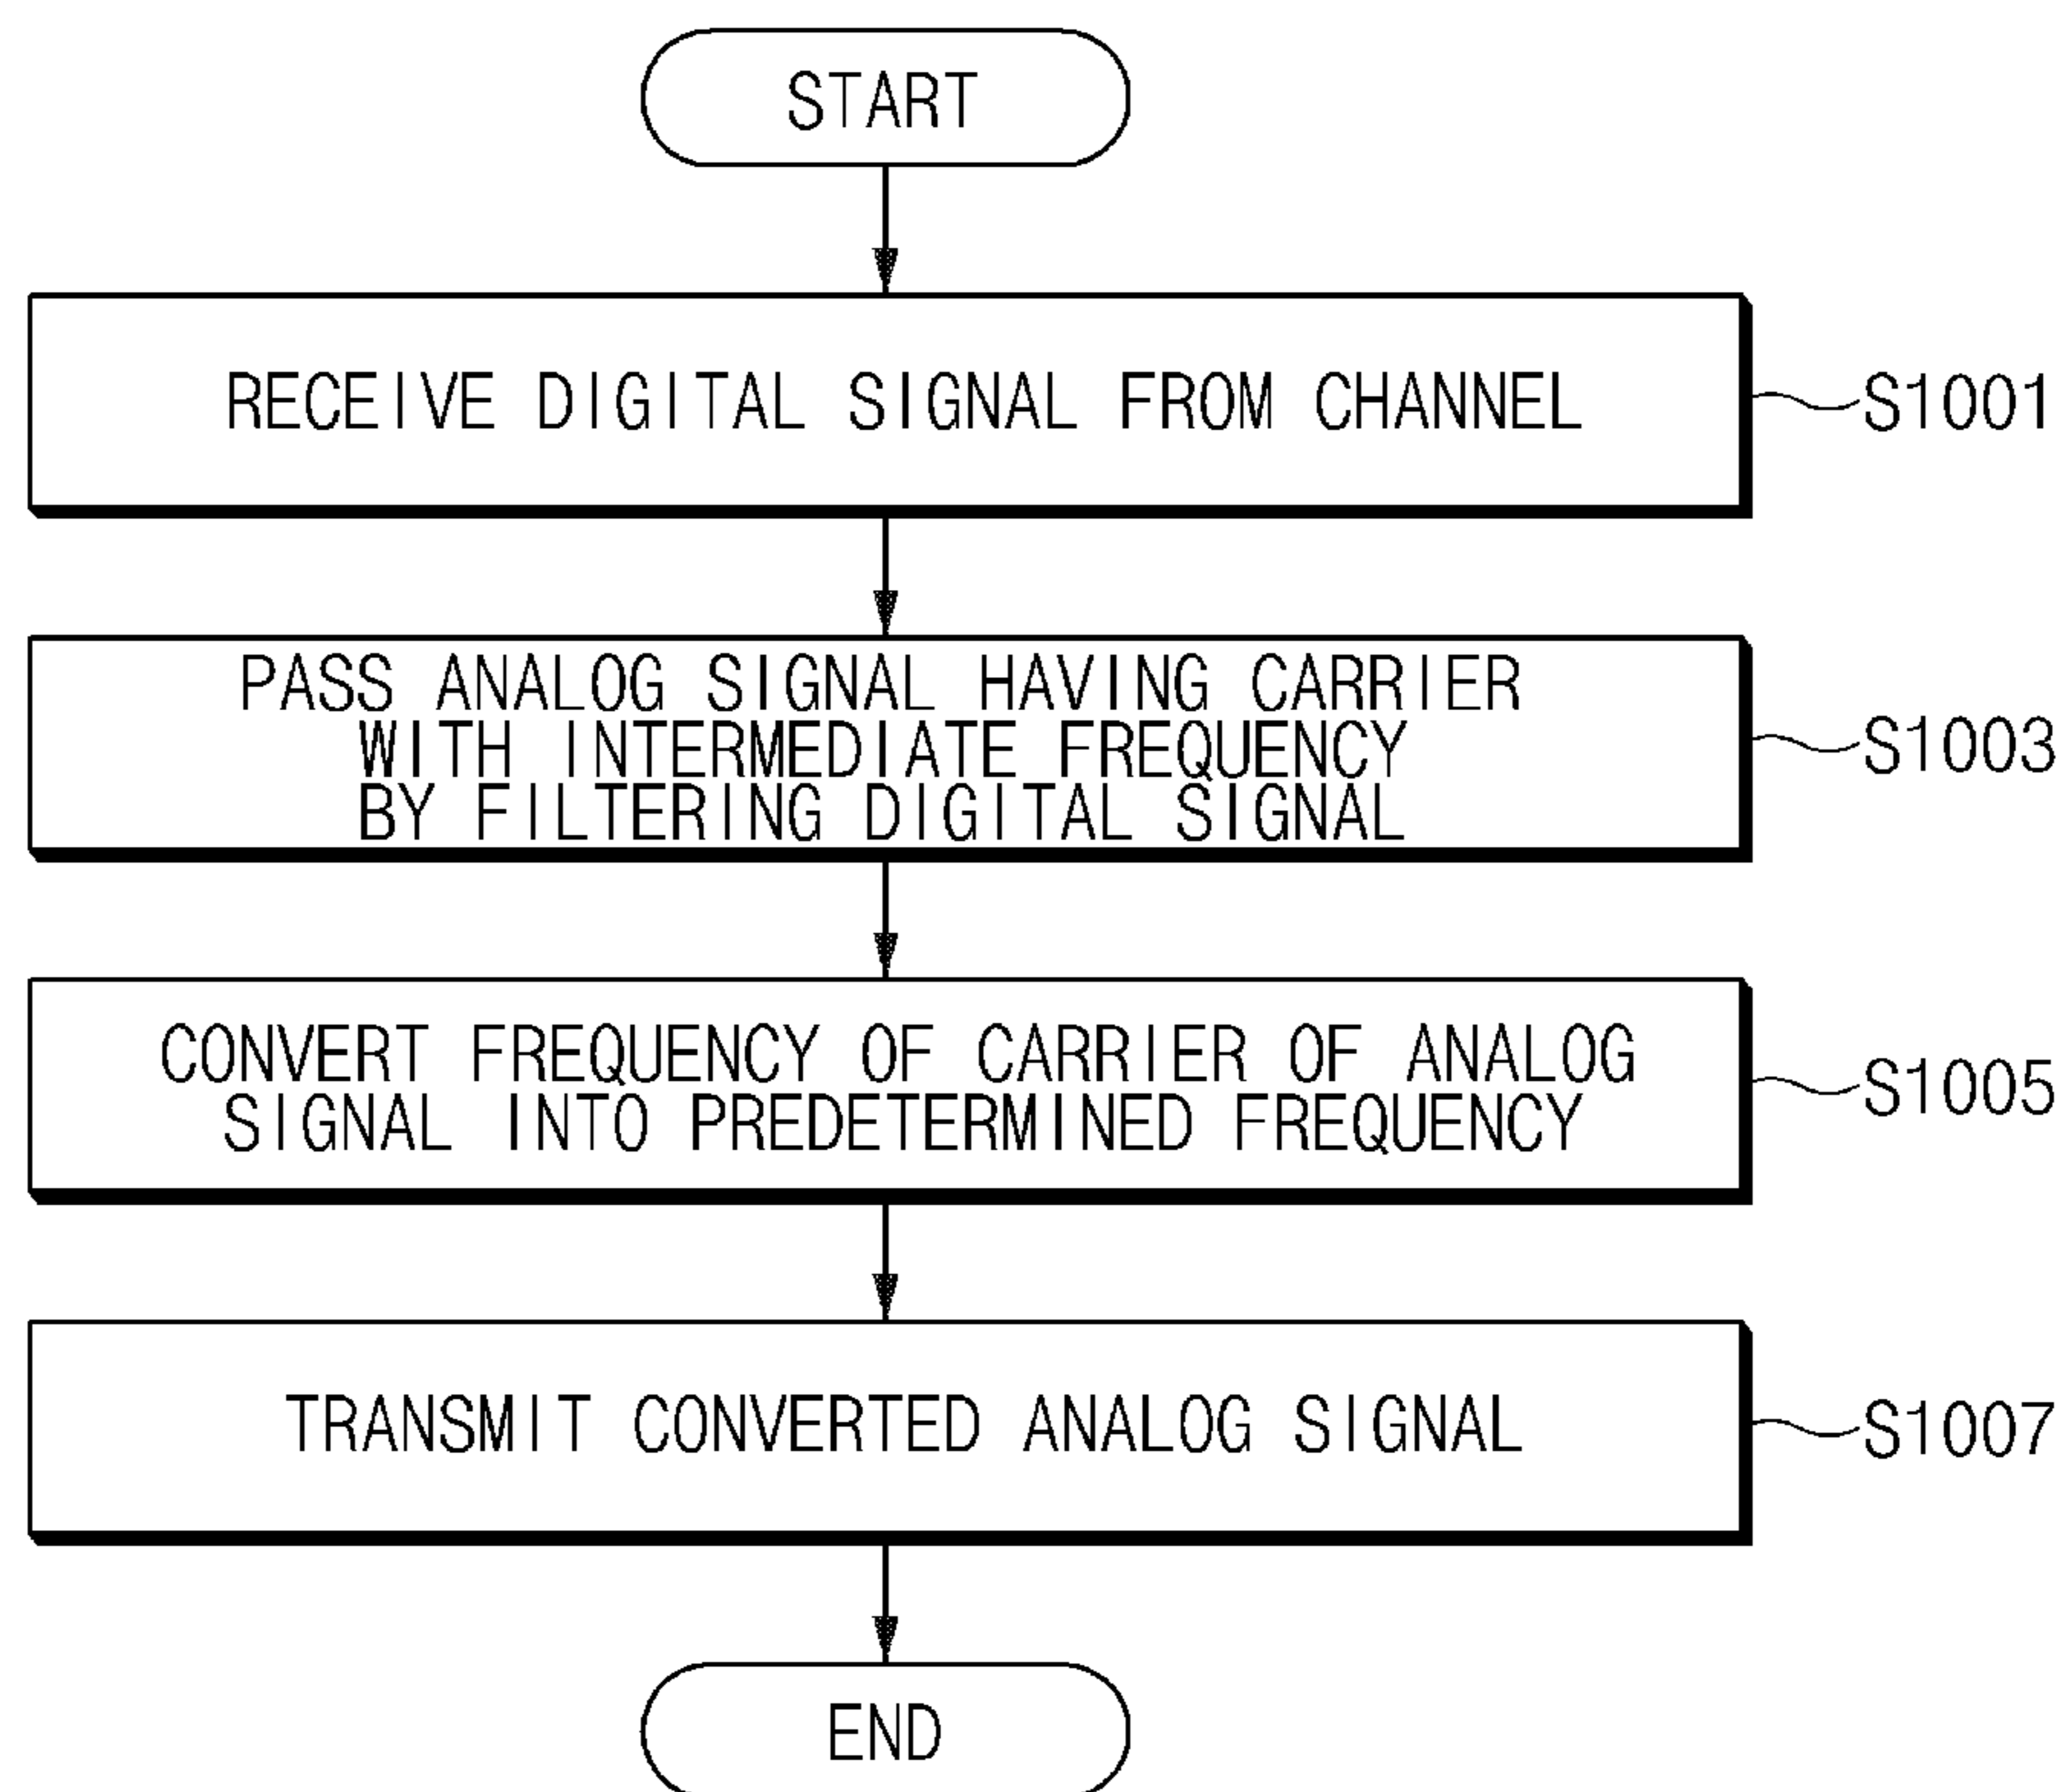 START
RECEIVE DIGITAL SIGNAL FROM CHANNEL
S1001
PASS ANALOG SIGNAL HAVING CARRIER
WITH INTERMEDIATE FREQUENCY
BY FILTERING DIGITAL SIGNAL
S1003
CONVERT FREQUENCY OF CARRIER OF ANALOG
SIGNAL INTO PREDETERMINED FREQUENCY
S1005
TRANSMIT CONVERTED ANALOG SIGNAL
S1007
END